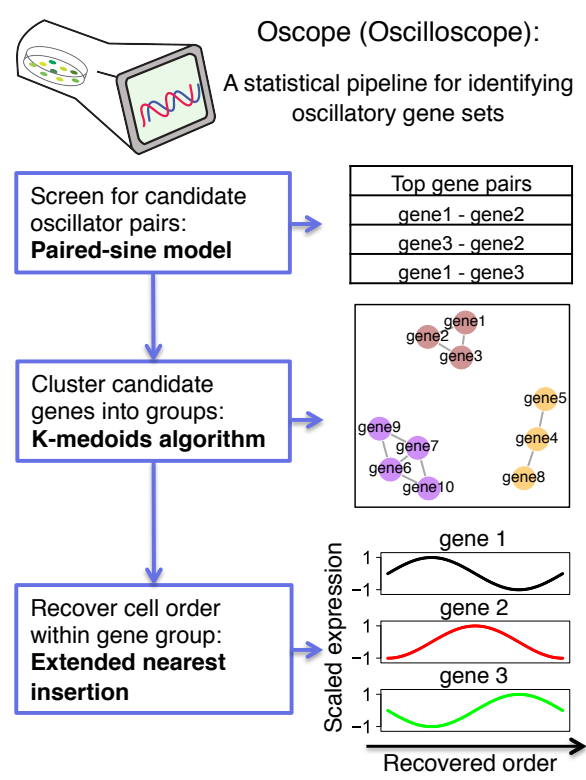 Oscope (Oscilloscope):
A statistical pipeline for identifying
oscillatory gene sets
Screen for candidate
oscillator pairs:
Paired-sine model
Top gene pairs
gene1 - gene2
gene3 - gene2
gene1 - gene3
Cluster candidate
genes into groups:
K-medoids algorithm
gene1
gene2
gene3
gene5
gene4
gene8
gene9
gene7
gene6
gene10
Recover cell order
within gene group:
Extended nearest
insertion
Scaled expression
gene 1
1
−1
gene 2
1
−1
gene 3
1
−1
Recovered order